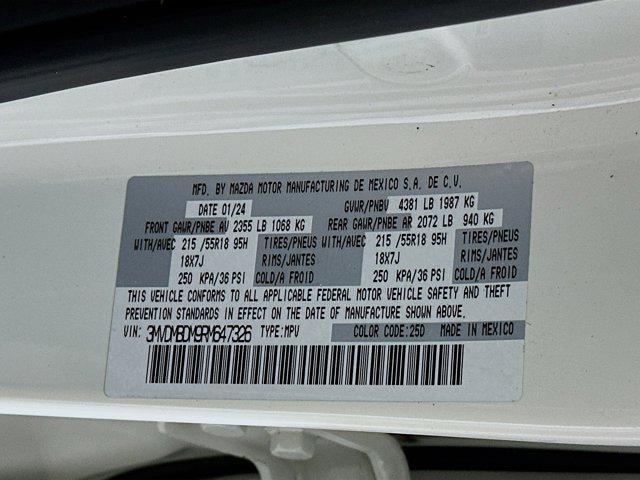 MFD. BY MAZDA MOTOR MANUFACTURING DE MEXICO S.A. DE C.V.
DATE 01/24 GVWR/PNBV 4381 LB 1987 KG
FRONT GAWR/PNBE AV 2355 LB 1068 KG REAR GAWR/PNBE AR 2072 LB 940 KG
WITH/AVEC 215 /55R18 95H TIRES/PNEUS WITH/AVEC 215 /55R18 95H TIRES/PNEUS
18X7J RIMS/JANTES 18X7J RIMS/JANTES
250 KPA/36 PSI COLD/A FROID 250 KPA/36 PSI COLD/A FROID
THIS VEHICLE CONFORMS TO ALL APPLICABLE FEDERAL MOTOR VEHICLE SAFETY AND THEFT
PREVENTION STANDARDS IN EFFECT ON THE DATE OF MANUFACTURE SHOWN ABOVE.
VIN: 3MVDMBDM9RM647326 TYPE:MPV COLOR CODE:25D MADE IN MEXICO